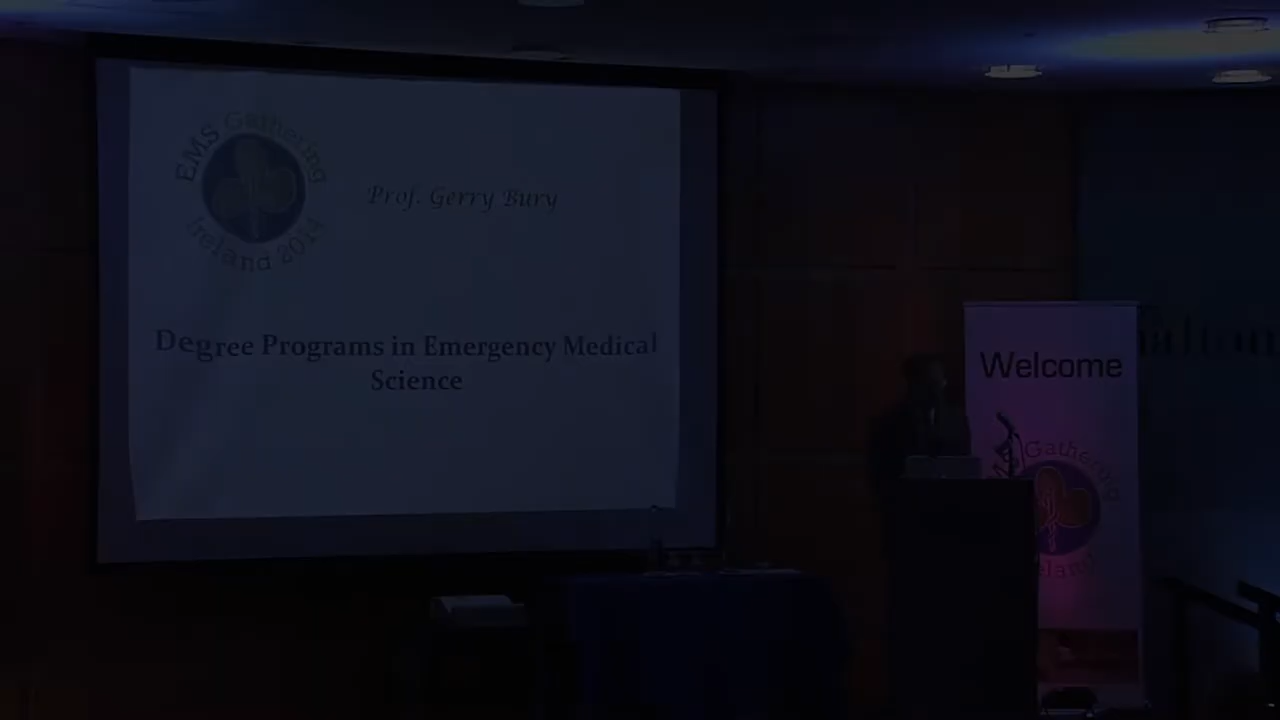 EMS Gathering
Ireland 2014
Prof. Gerry Bury
Degree Programs in Emergency Medical
Science
Welcome
Gathering